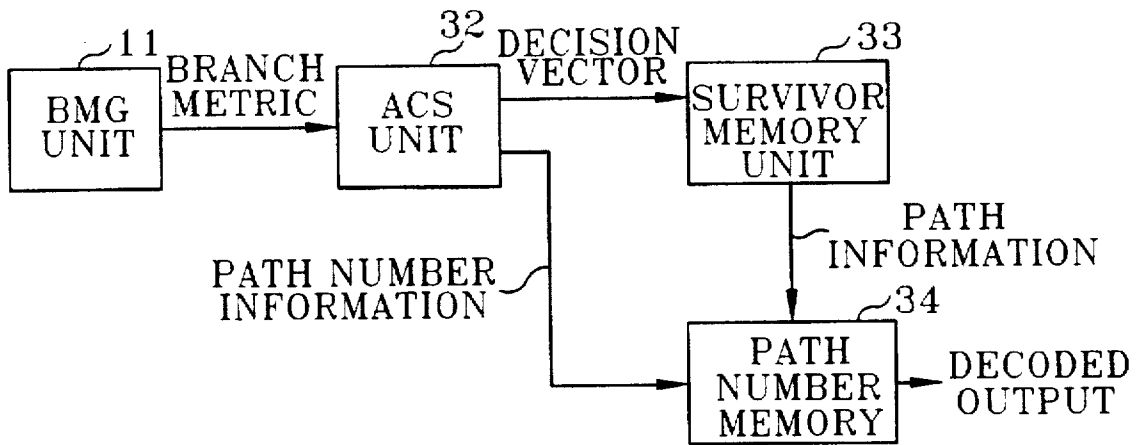 11
BMG
UNIT
BRANCH
METRIC
32
ACS
UNIT
DECISION
VECTOR
33
SURVIVOR
MEMORY
UNIT
PATH NUMBER
INFORMATION
PATH
INFORMATION
34
PATH
NUMBER
MEMORY
DECODED
OUTPUT